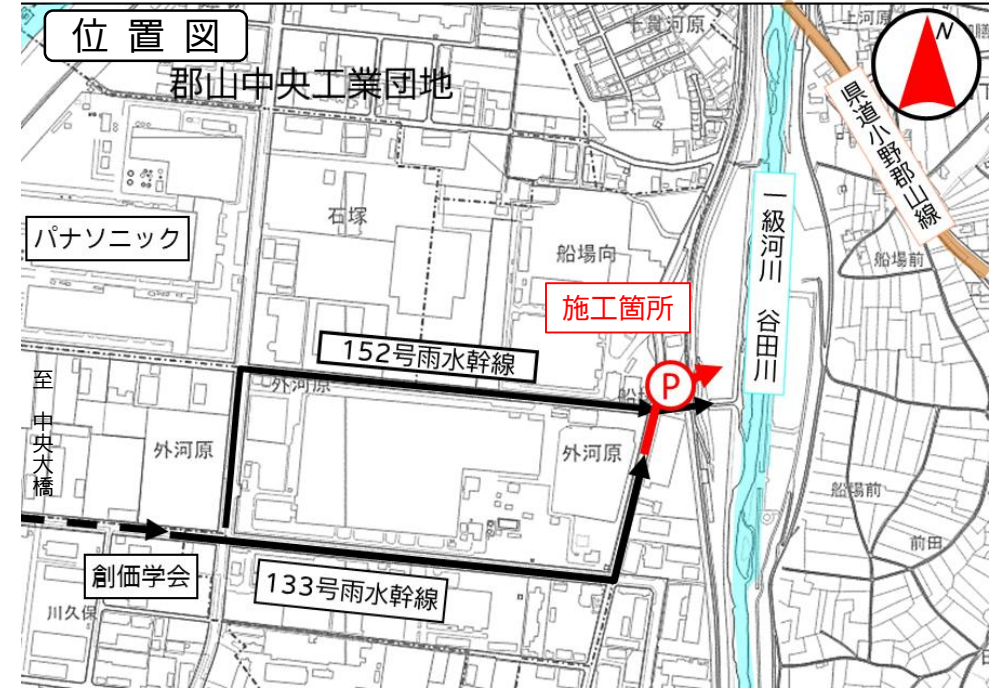 位置図
N
十貫河原
上河原
郡山中央工業団地
県道小野郡山線
石塚
一級河川 谷田川
パナソニック
船場向
船場前
施工箇所
152号雨水幹線
P
外河原
至 中央大橋
外河原
外河原
船場前
前田
創価学会
133号雨水幹線
川久保